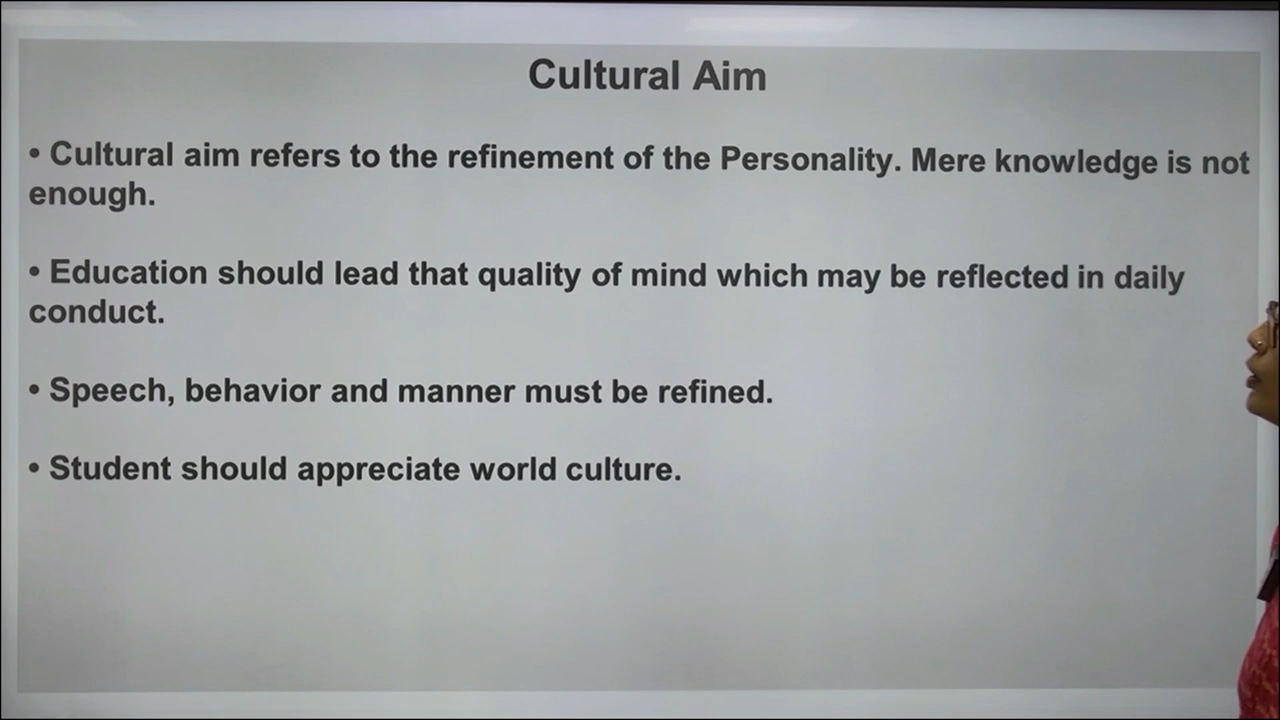 Cultural Aim
• Cultural aim refers to the refinement of the Personality. Mere knowledge is not
enough.
• Education should lead that quality of mind which may be reflected in daily
conduct.
• Speech, behavior and manner must be refined.
• Student should appreciate world culture.